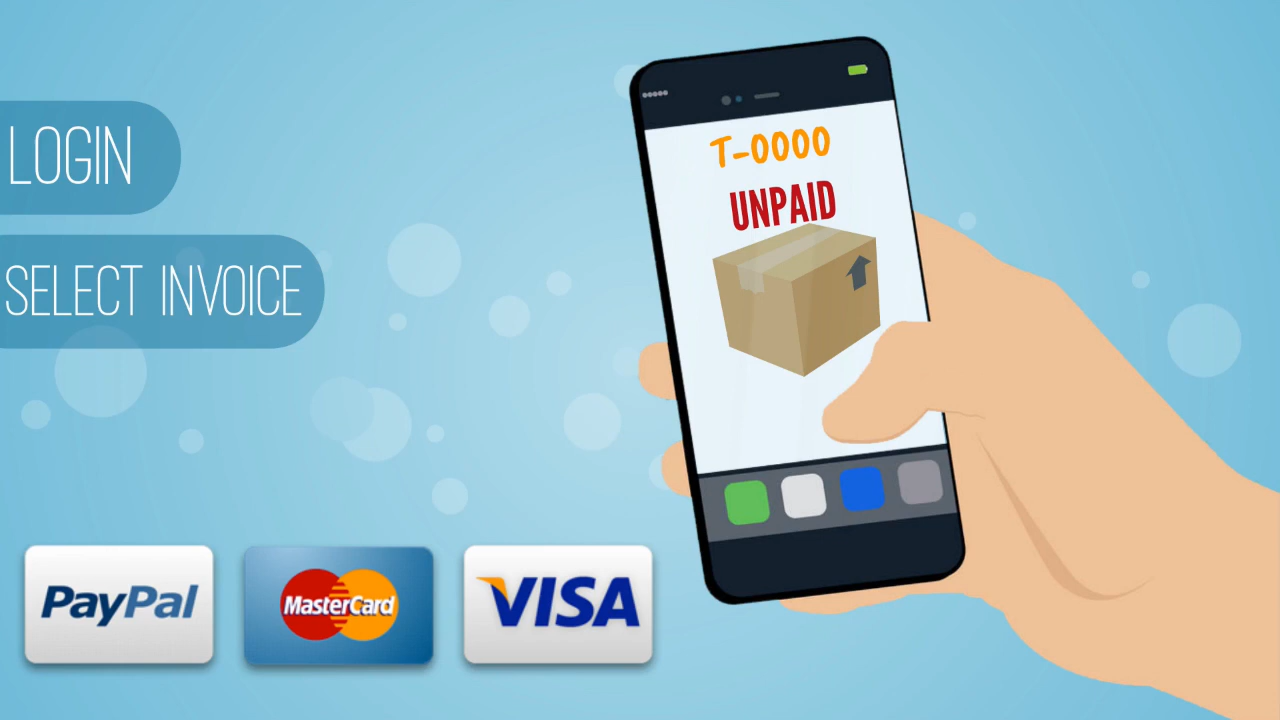 LOGIN
SELECT INVOICE
T-0000
UNPAID
PayPal
MasterCard
VISA